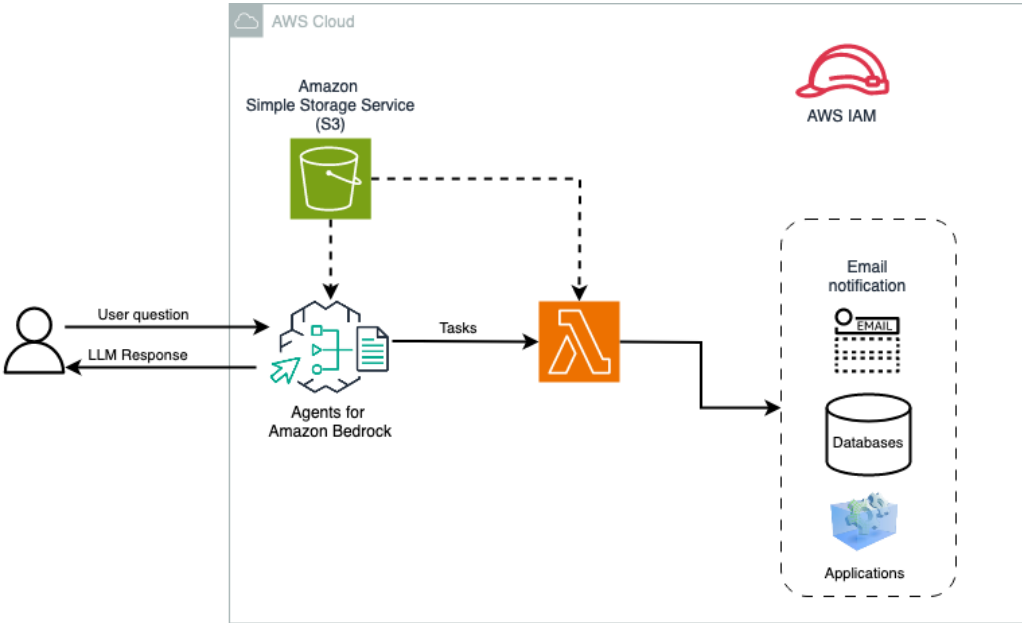 AWS Cloud
Amazon
Simple Storage Service
(S3)
AWS IAM
User question
LLM Response
Tasks
Agents for
Amazon Bedrock
Email
notification
EMAIL
Databases
Applications